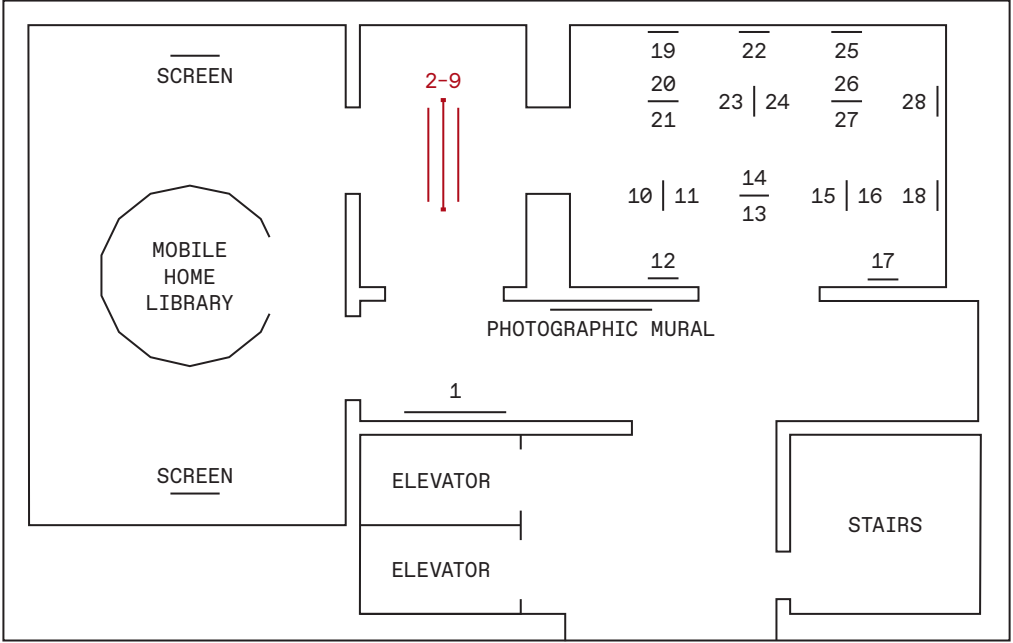 SCREEN
2–9
19
22
25
20
21
23
24
26
27
28
MOBILE
HOME
LIBRARY
10
11
14
13
15
16
18
12
17
PHOTOGRAPHIC MURAL
1
SCREEN
ELEVATOR
STAIRS
ELEVATOR